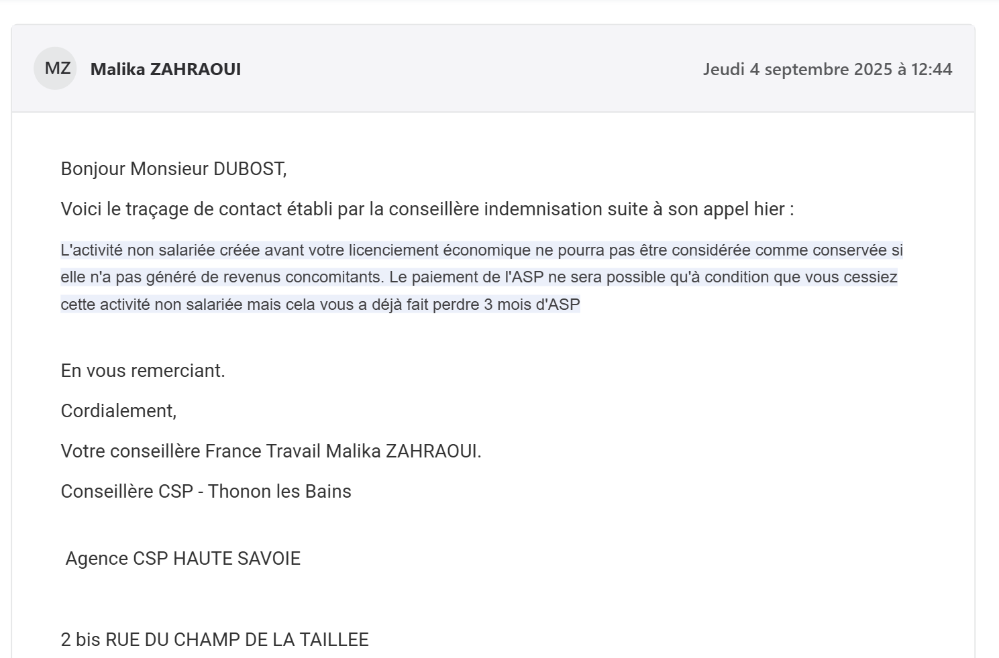 MZ
Malika ZAHRAOUI
Jeudi 4 septembre 2025 à 12:44
Bonjour Monsieur DUBOST,
Voici le traçage de contact établi par la conseillère indemnisation suite à son appel hier :
L'activité non salariée créée avant votre licenciement économique ne pourra pas être considérée comme conservée si
elle n'a pas généré de revenus concomitants. Le paiement de l'ASP ne sera possible qu'à condition que vous cessiez
cette activité non salariée mais cela vous a déjà fait perdre 3 mois d'ASP
En vous remerciant.
Cordialement,
Votre conseillère France Travail Malika ZAHRAOUI.
Conseillère CSP - Thonon les Bains
Agence CSP HAUTE SAVOIE
2 bis RUE DU CHAMP DE LA TAILLEE